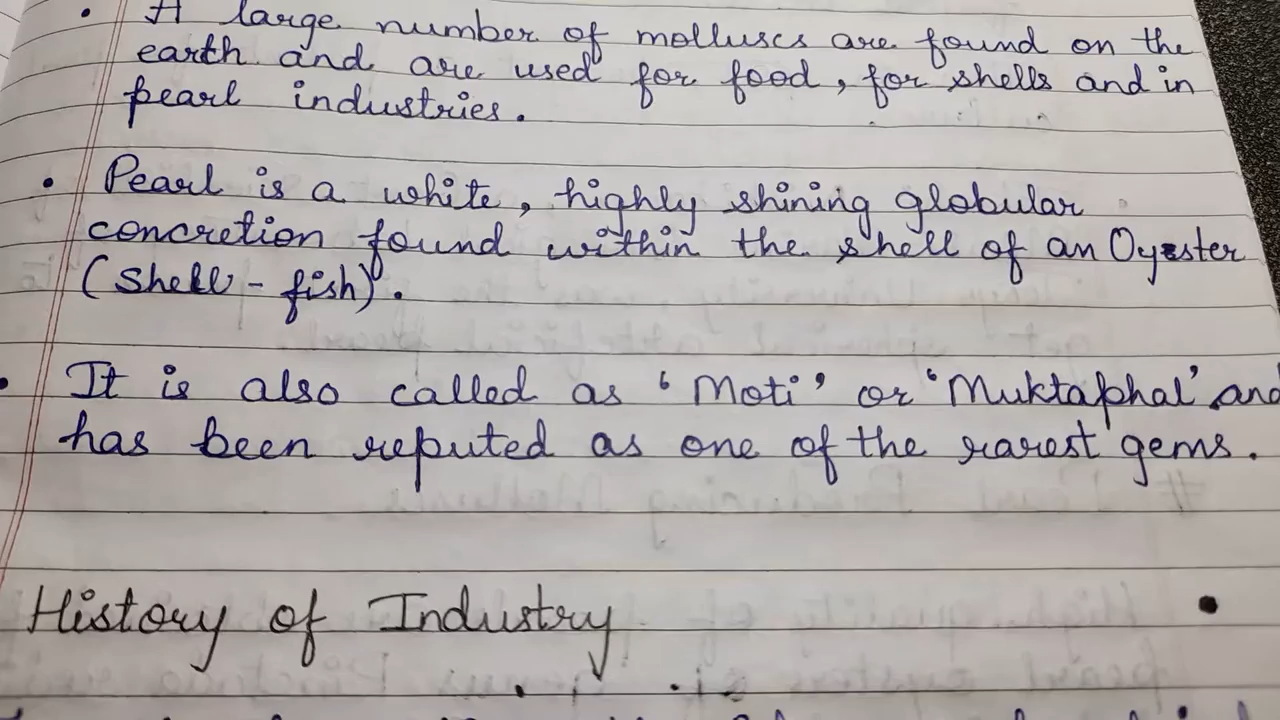 • A large number of molluscs are found on the
earth and are used for food, for shells and in
pearl industries.
• Pearl is a white, highly shining globular
concretion found within the shell of an Oyester
(Shell - fish).
• It is also called as 'Moti' or 'Muktaphal' and
has been reputed as one of the rarest gems.
History of Industry